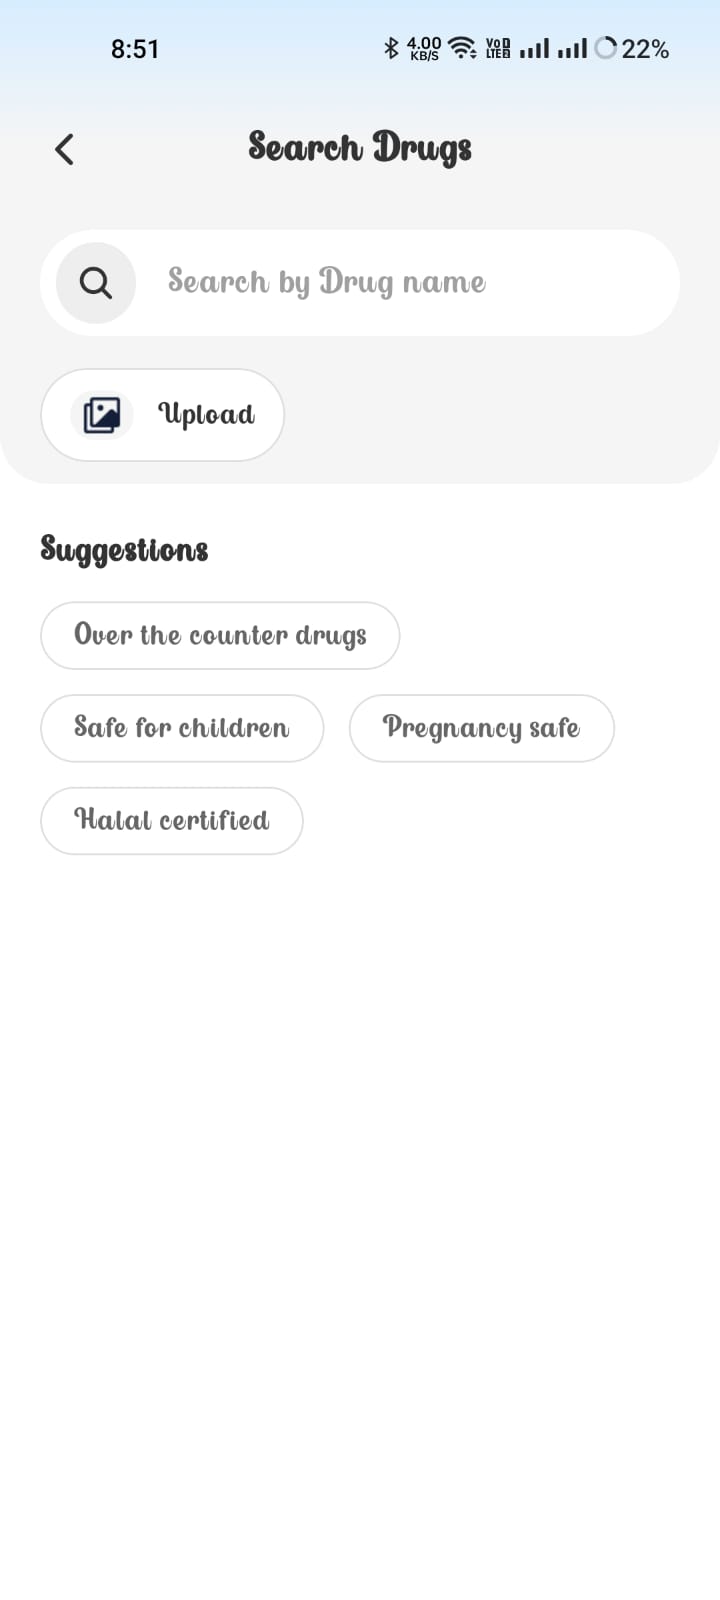 8:51 4.00 KB/S Vo LTE 22%
Search Drugs
Search by Drug name
Upload
Suggestions
Over the counter drugs
Safe for children Pregnancy safe
Halal certified